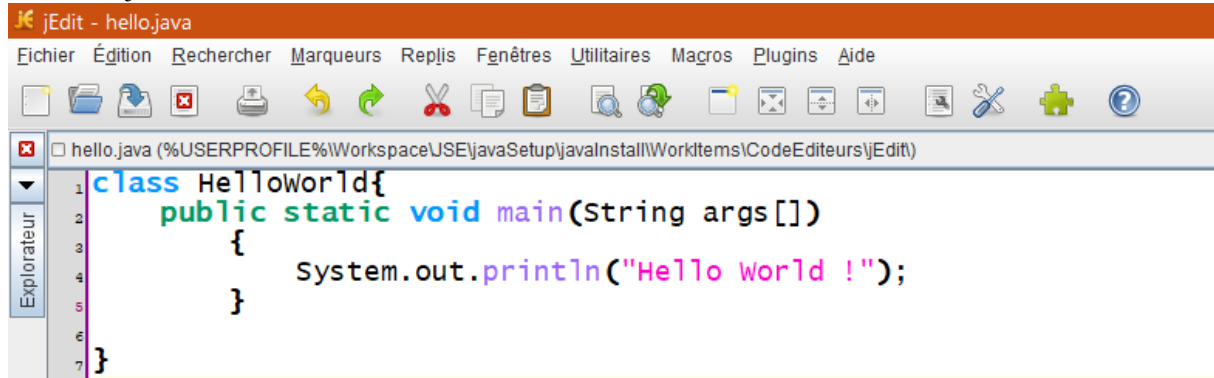 jEdit - hello.java
Fichier Édition Rechercher Marqueurs Replis Fenêtres Utilitaires Macros Plugins Aide
hello.java (%USERPROFILE%\Workspace\JSE\javaSetup\javaInstall\WorkItems\CodeEditeurs\jEdit\)
Explorateur
1 class HelloWorld{
2 public static void main(String args[])
3 {
4 System.out.println("Hello World !");
5 }
6
7 }